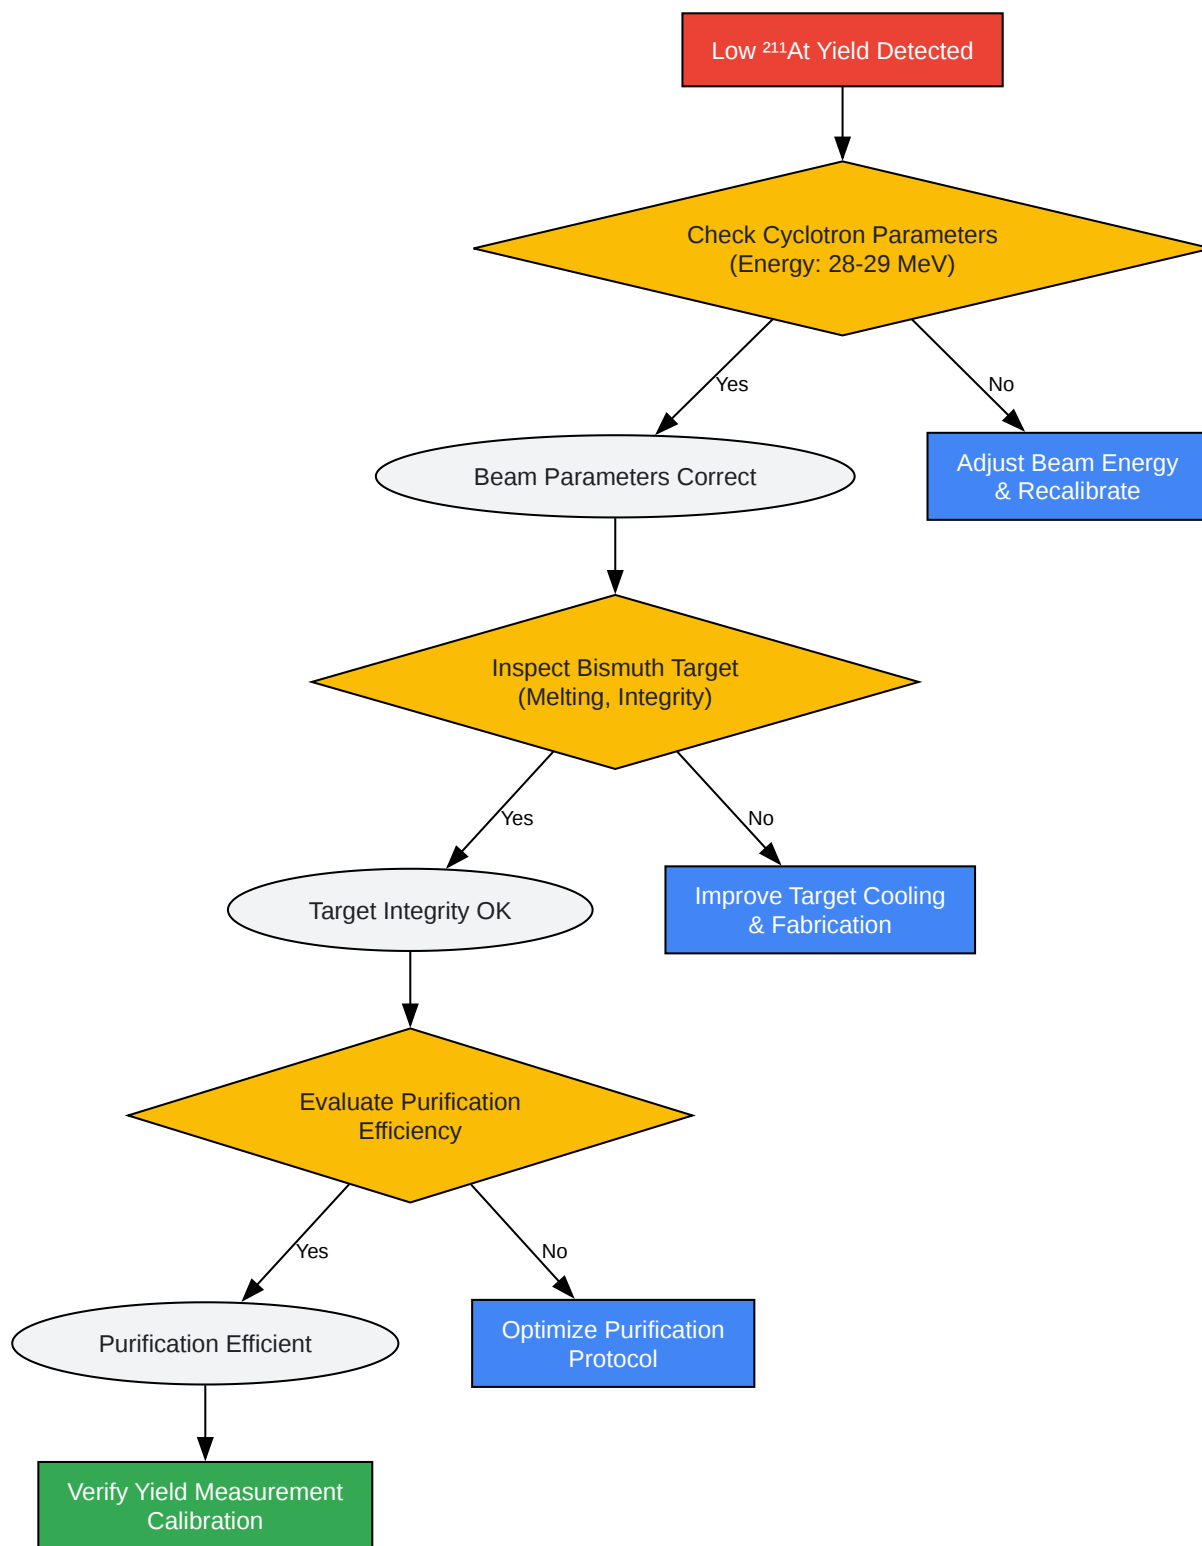 Low ²¹¹At Yield Detected
Check Cyclotron Parameters
(Energy: 28-29 MeV)
Yes
No
Beam Parameters Correct
Adjust Beam Energy
& Recalibrate
Inspect Bismuth Target
(Melting, Integrity)
Yes
No
Target Integrity OK
Improve Target Cooling
& Fabrication
Evaluate Purification
Efficiency
Yes
No
Purification Efficient
Optimize Purification
Protocol
Verify Yield Measurement
Calibration